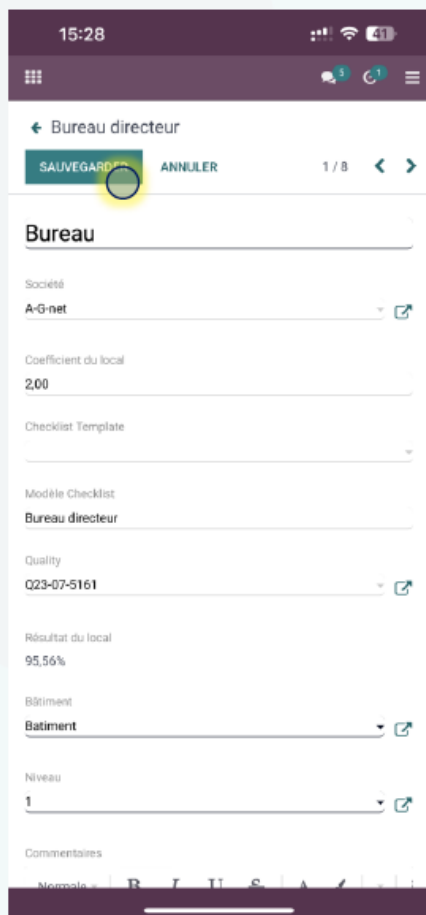 15:28
41
5
1
Bureau directeur
SAUVEGARDER ANNULER 1 / 8
Bureau
Société
A-G-net
Coefficient du local
2,00
Checklist Template
Modèle Checklist
Bureau directeur
Quality
Q23-07-5161
Résultat du local
95,56%
Bâtiment
Batiment
Niveau
1
Commentaires
Normale B I U S A